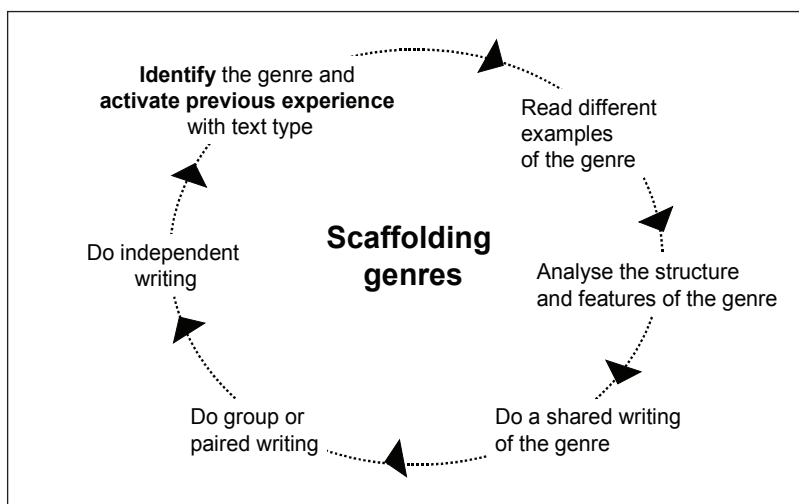 Identify the genre and
activate previous experience
with text type
Read different
examples
of the genre
Analyse the structure
and features of the genre
Do a shared writing
of the genre
Do group or
paired writing
Do independent
writing
Scaffolding
genres